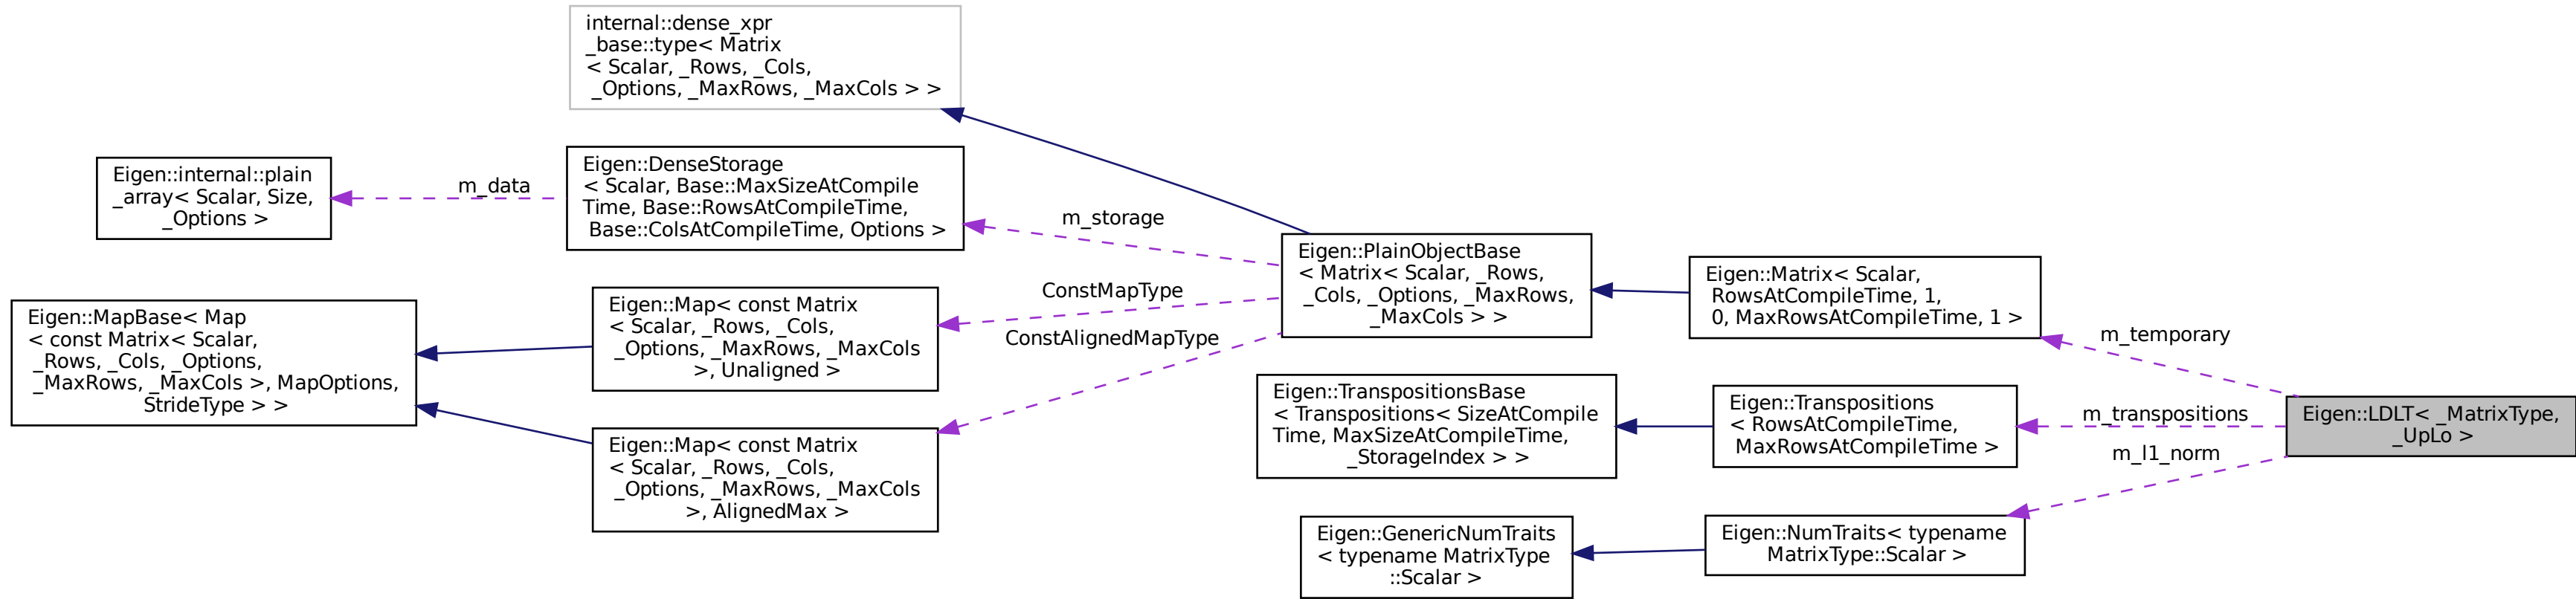 internal::dense_xpr
_base::type< Matrix
< Scalar, _Rows, _Cols,
_Options, _MaxRows, _MaxCols > >
Eigen::internal::plain
_array< Scalar, Size,
_Options >
m_data
Eigen::DenseStorage
< Scalar, Base::MaxSizeAtCompile
Time, Base::RowsAtCompileTime,
Base::ColsAtCompileTime, Options >
m_storage
Eigen::MapBase< Map
< const Matrix< Scalar,
_Rows, _Cols, _Options,
_MaxRows, _MaxCols >, MapOptions,
StrideType > >
Eigen::Map< const Matrix
< Scalar, _Rows, _Cols,
_Options, _MaxRows, _MaxCols
>, Unaligned >
ConstMapType
ConstAlignedMapType
Eigen::Map< const Matrix
< Scalar, _Rows, _Cols,
_Options, _MaxRows, _MaxCols
>, AlignedMax >
Eigen::PlainObjectBase
< Matrix< Scalar, _Rows,
_Cols, _Options, _MaxRows,
_MaxCols > >
Eigen::Matrix< Scalar,
RowsAtCompileTime, 1,
0, MaxRowsAtCompileTime, 1 >
m_temporary
Eigen::TranspositionsBase
< Transpositions< SizeAtCompile
Time, MaxSizeAtCompileTime,
_StorageIndex > >
Eigen::Transpositions
< RowsAtCompileTime,
MaxRowsAtCompileTime >
m_transpositions
Eigen::LDLT< _MatrixType,
_UpLo >
m_l1_norm
Eigen::GenericNumTraits
< typename MatrixType
::Scalar >
Eigen::NumTraits< typename
MatrixType::Scalar >